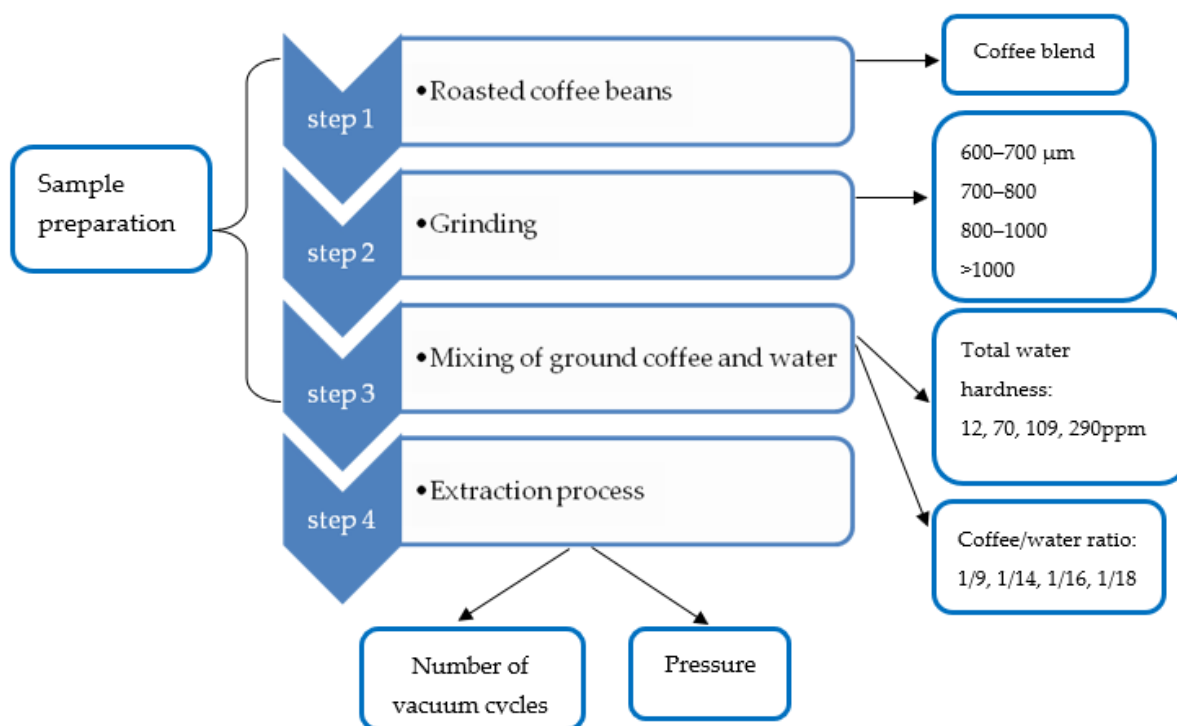 Sample
preparation
step 1
•Roasted coffee beans
Coffee blend
step 2
•Grinding
600–700 µm
700–800
800–1000
>1000
step 3
•Mixing of ground coffee and water
Total water
hardness:
12, 70, 109, 290ppm
Coffee/water ratio:
1/9, 1/14, 1/16, 1/18
step 4
•Extraction process
Number of
vacuum cycles
Pressure